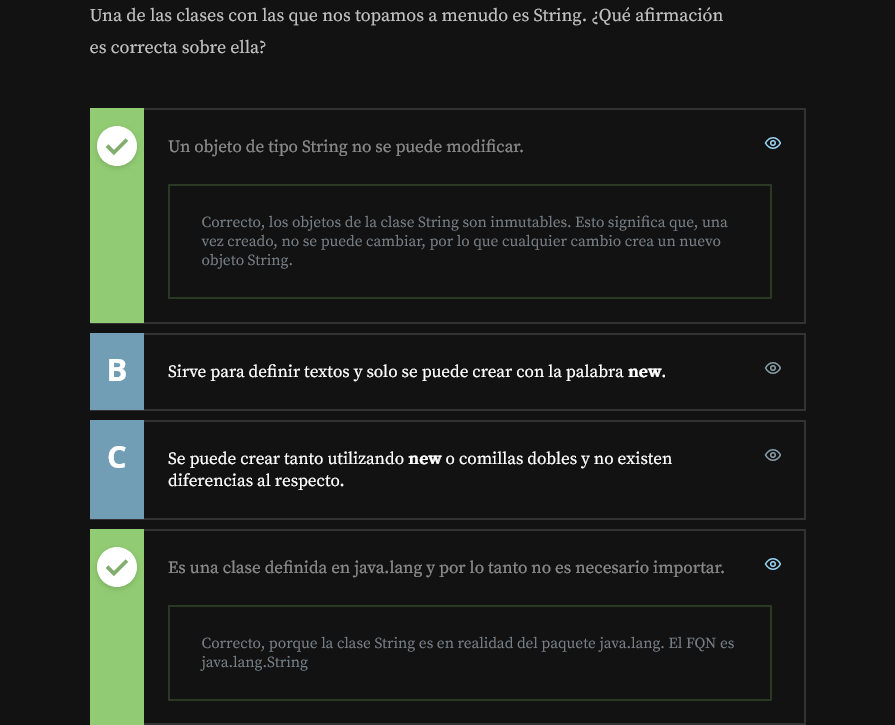 Una de las clases con las que nos topamos a menudo es String. ¿Qué afirmación
es correcta sobre ella?
Un objeto de tipo String no se puede modificar.
Correcto, los objetos de la clase String son inmutables. Esto significa que, una
vez creado, no se puede cambiar, por lo que cualquier cambio crea un nuevo
objeto String.
B
Sirve para definir textos y solo se puede crear con la palabra new.
C
Se puede crear tanto utilizando new o comillas dobles y no existen
diferencias al respecto.
Es una clase definida en java.lang y por lo tanto no es necesario importar.
Correcto, porque la clase String es en realidad del paquete java.lang. El FQN es
java.lang.String